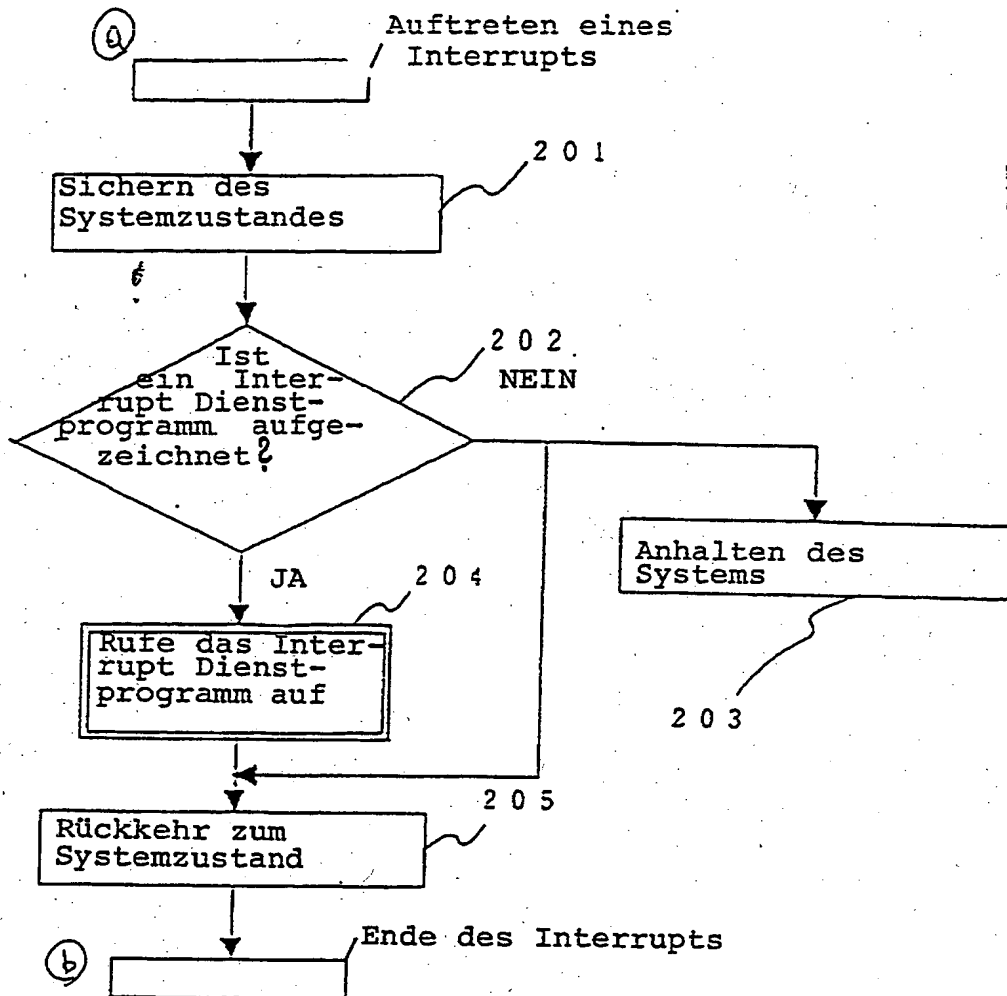 a
Auftreten eines
Interrupts
201
Sichern des
Systemzustandes
202
NEIN
Ist
ein Inter-
rupt Dienst-
programm aufge-
zeichnet?
Anhalten des
Systems
203
JA
204
Rufe das Inter-
rupt Dienst-
programm auf
205
Rückkehr zum
Systemzustand
b
Ende des Interrupts